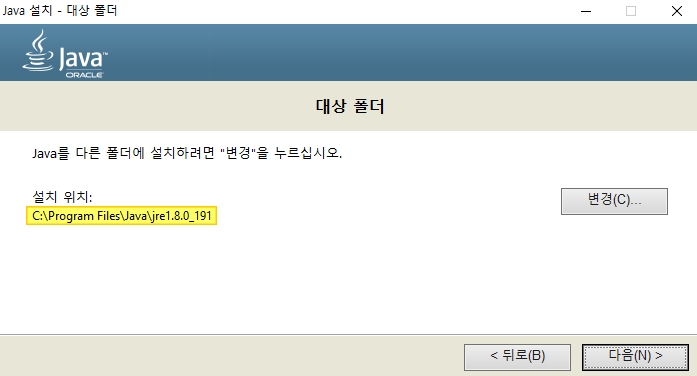 Java 설치 - 대상 폴더
Java™
ORACLE
대상 폴더
Java를 다른 폴더에 설치하려면 "변경"을 누르십시오.
설치 위치:
변경(C)...
C:\Program Files\Java\jre1.8.0_191
< 뒤로(B)
다음(N) >